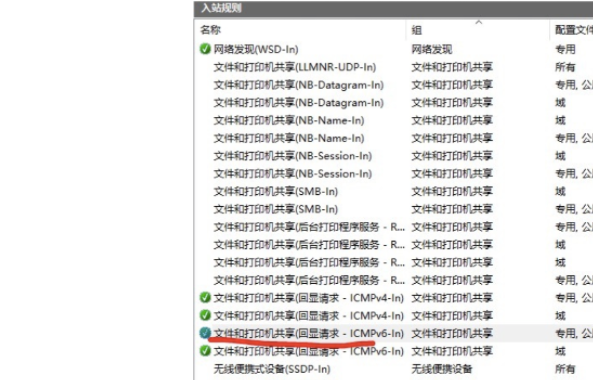 入站规则
名称 组 配置文件
网络发现(WSD-In) 网络发现 专用
文件和打印机共享(LLMNR-UDP-In) 文件和打印机共享 所有
文件和打印机共享(NB-Datagram-In) 文件和打印机共享 专用, 公
文件和打印机共享(NB-Datagram-In) 文件和打印机共享 域
文件和打印机共享(NB-Name-In) 文件和打印机共享 域
文件和打印机共享(NB-Name-In) 文件和打印机共享 专用, 公
文件和打印机共享(NB-Session-In) 文件和打印机共享 域
文件和打印机共享(NB-Session-In) 文件和打印机共享 专用, 公
文件和打印机共享(SMB-In) 文件和打印机共享 域
文件和打印机共享(SMB-In) 文件和打印机共享 专用, 公
文件和打印机共享(后台打印程序服务 - R... 文件和打印机共享 专用, 公
文件和打印机共享(后台打印程序服务 - R... 文件和打印机共享 域
文件和打印机共享(后台打印程序服务 - R... 文件和打印机共享 域
文件和打印机共享(后台打印程序服务 - R... 文件和打印机共享 专用, 公
文件和打印机共享(回显请求 - ICMPv4-In) 文件和打印机共享 专用, 公
文件和打印机共享(回显请求 - ICMPv4-In) 文件和打印机共享 域
文件和打印机共享(回显请求 - ICMPv6-In) 文件和打印机共享 专用, 公
文件和打印机共享(回显请求 - ICMPv6-In) 文件和打印机共享 域
无线便携式设备(SSDP-In) 无线便携设备 所有